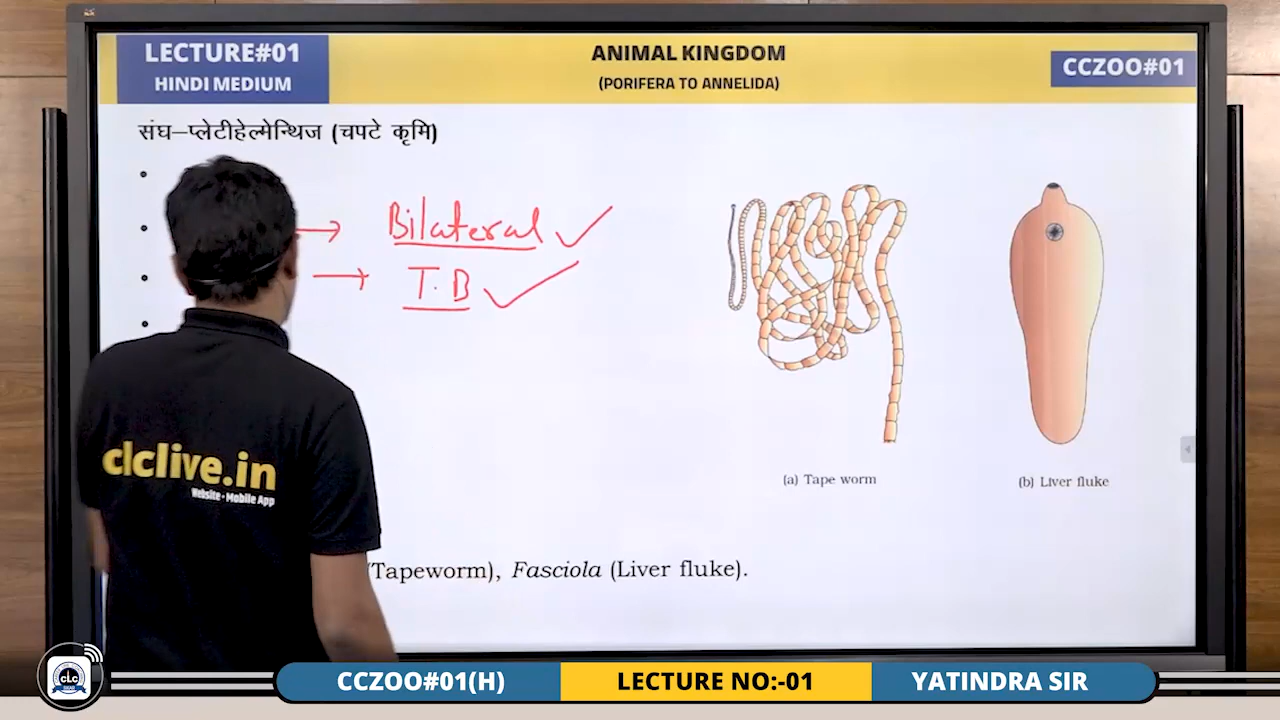 LECTURE#01
HINDI MEDIUM
ANIMAL KINGDOM
(PORIFERA TO ANNELIDA)
CCZOO#01
संघ–प्लेटीहेल्मेन्थिज (चपटे कृमि)
Bilateral
T.B
(a) Tape worm
(b) Liver fluke
(Tapeworm), Fasciola (Liver fluke).
clclive.in
Website • Mobile App
CLC
CCZOO#01(H)
LECTURE NO:-01
YATINDRA SIR